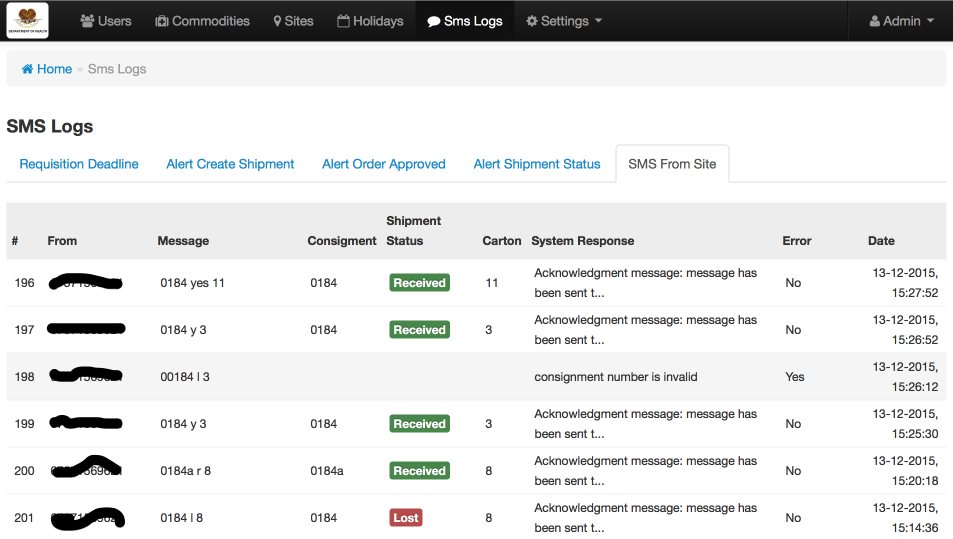 DEPARTMENT OF HEALTH
Users Commodities Sites Holidays Sms Logs Settings Admin
Home » Sms Logs
SMS Logs
Requisition Deadline Alert Create Shipment Alert Order Approved Alert Shipment Status SMS From Site
# From Message Consigment Shipment Status Carton System Response Error Date
196 0184 yes 11 0184 Received 11 Acknowledgment message: message has No 13-12-2015,
been sent t... 15:27:52
197 0184 y 3 0184 Received 3 Acknowledgment message: message has No 13-12-2015,
been sent t... 15:26:52
198 00184 l 3 consignment number is invalid Yes 13-12-2015,
15:26:12
199 0184 y 3 0184 Received 3 Acknowledgment message: message has No 13-12-2015,
been sent t... 15:25:30
200 0184a r 8 0184a Received 8 Acknowledgment message: message has No 13-12-2015,
been sent t... 15:20:18
201 0184 l 8 0184 Lost 8 Acknowledgment message: message has No 13-12-2015,
been sent t... 15:14:36